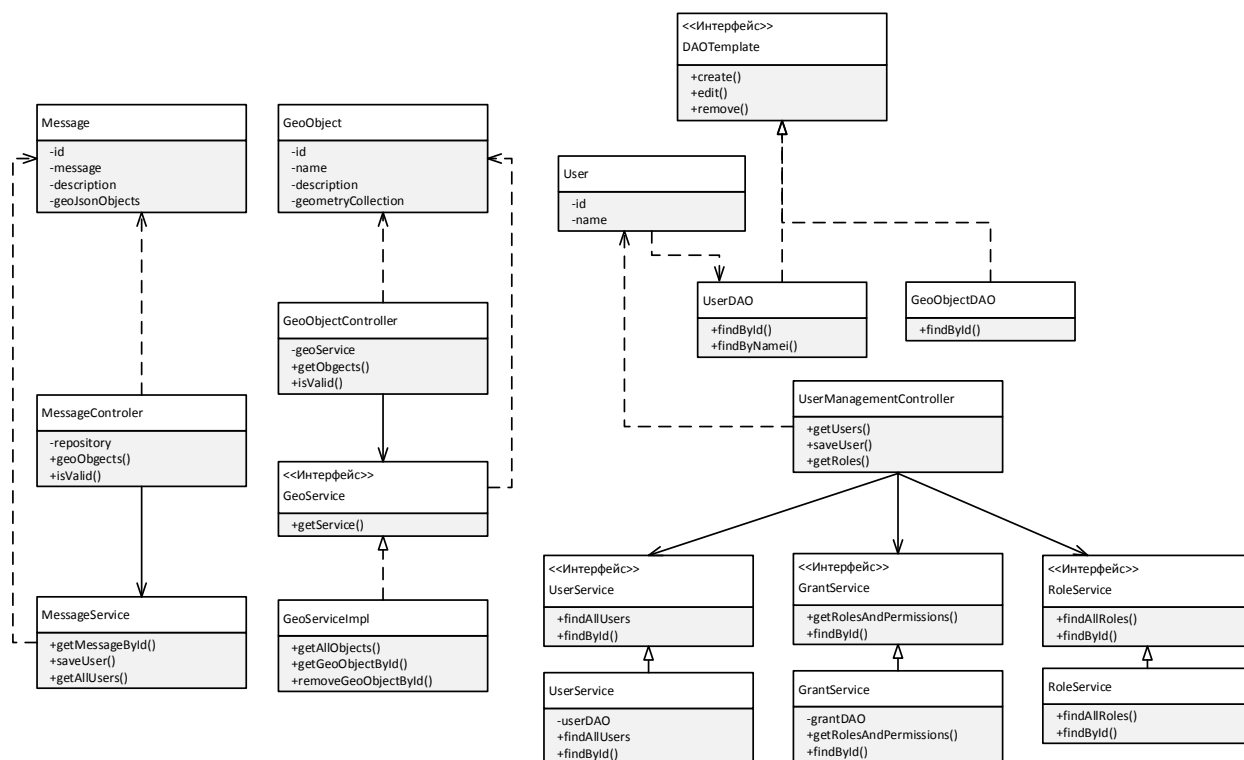 Message
-id
-message
-description
-geoJsonObjects
GeoObject
-id
-name
-description
-geometryCollection
<<Интерфейс>>
DAOTemplate
+create()
+edit()
+remove()
User
-id
-name
UserDAO
+findById()
+findByNamei()
GeoObjectDAO
+findById()
GeoObjectController
-geoService
+getObgects()
+isValid()
MessageControler
-repository
+geoObgects()
+isValid()
UserManagementController
+getUsers()
+saveUser()
+getRoles()
<<Интерфейс>>
GeoService
+getService()
MessageService
+getMessageById()
+saveUser()
+getAllUsers()
GeoServiceImpl
+getAllObjects()
+getGeoObjectById()
+removeGeoObjectById()
<<Интерфейс>>
UserService
+findAllUsers
+findById()
<<Интерфейс>>
GrantService
+getRolesAndPermissions()
+findById()
<<Интерфейс>>
RoleService
+findAllRoles()
+findById()
UserService
-userDAO
+findAllUsers
+findById()
GrantService
-grantDAO
+getRolesAndPermissions()
+findById()
RoleService
+findAllRoles()
+findById()